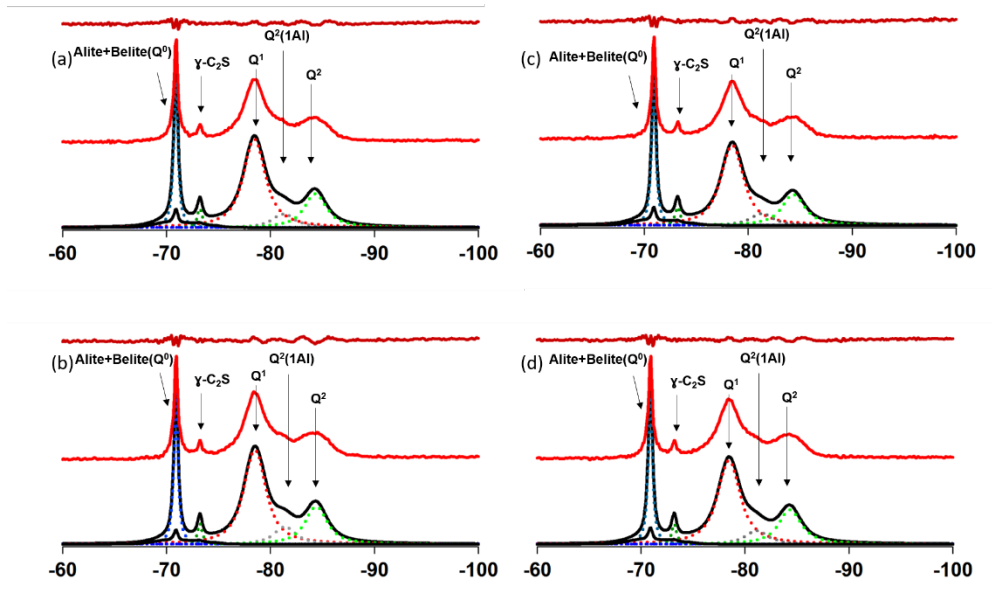 (a)
Alite+Belite(Q⁰)
ɣ-C₂S
Q¹
Q²(1Al)
Q²
-60 -70 -80 -90 -100
(c)
Alite+Belite(Q⁰)
ɣ-C₂S
Q¹
Q²(1Al)
Q²
-60 -70 -80 -90 -100
(b)
Alite+Belite(Q⁰)
ɣ-C₂S
Q¹
Q²(1Al)
Q²
-60 -70 -80 -90 -100
(d)
Alite+Belite(Q⁰)
ɣ-C₂S
Q¹
Q²(1Al)
Q²
-60 -70 -80 -90 -100